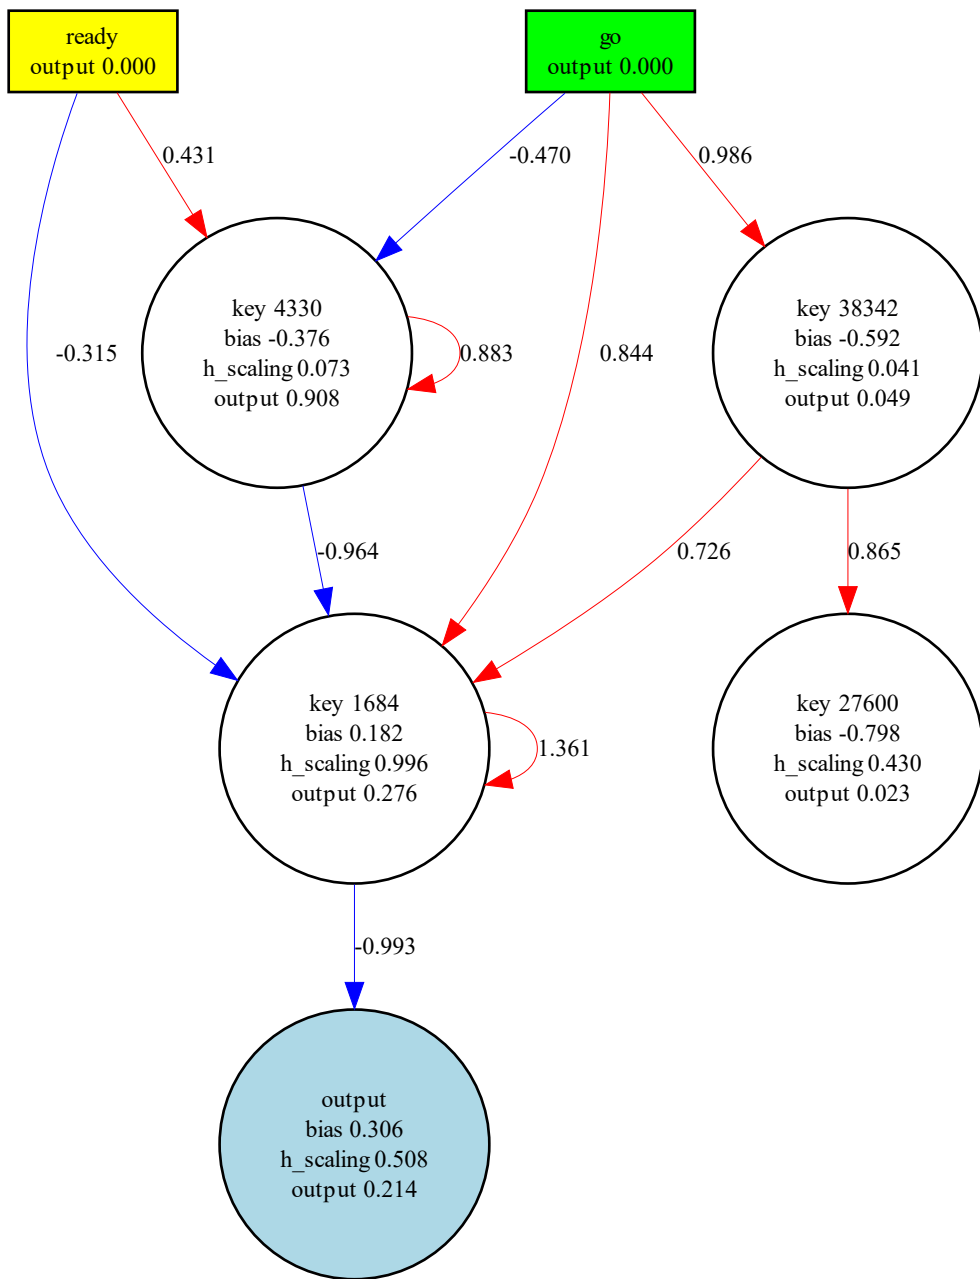 ready
output 0.000
go
output 0.000
0.431
-0.470
0.986
key 4330
bias -0.376
h_scaling 0.073
output 0.908
key 38342
bias -0.592
h_scaling 0.041
output 0.049
-0.315
0.883
0.844
-0.964
0.726
0.865
key 1684
bias 0.182
h_scaling 0.996
output 0.276
1.361
key 27600
bias -0.798
h_scaling 0.430
output 0.023
-0.993
output
bias 0.306
h_scaling 0.508
output 0.214